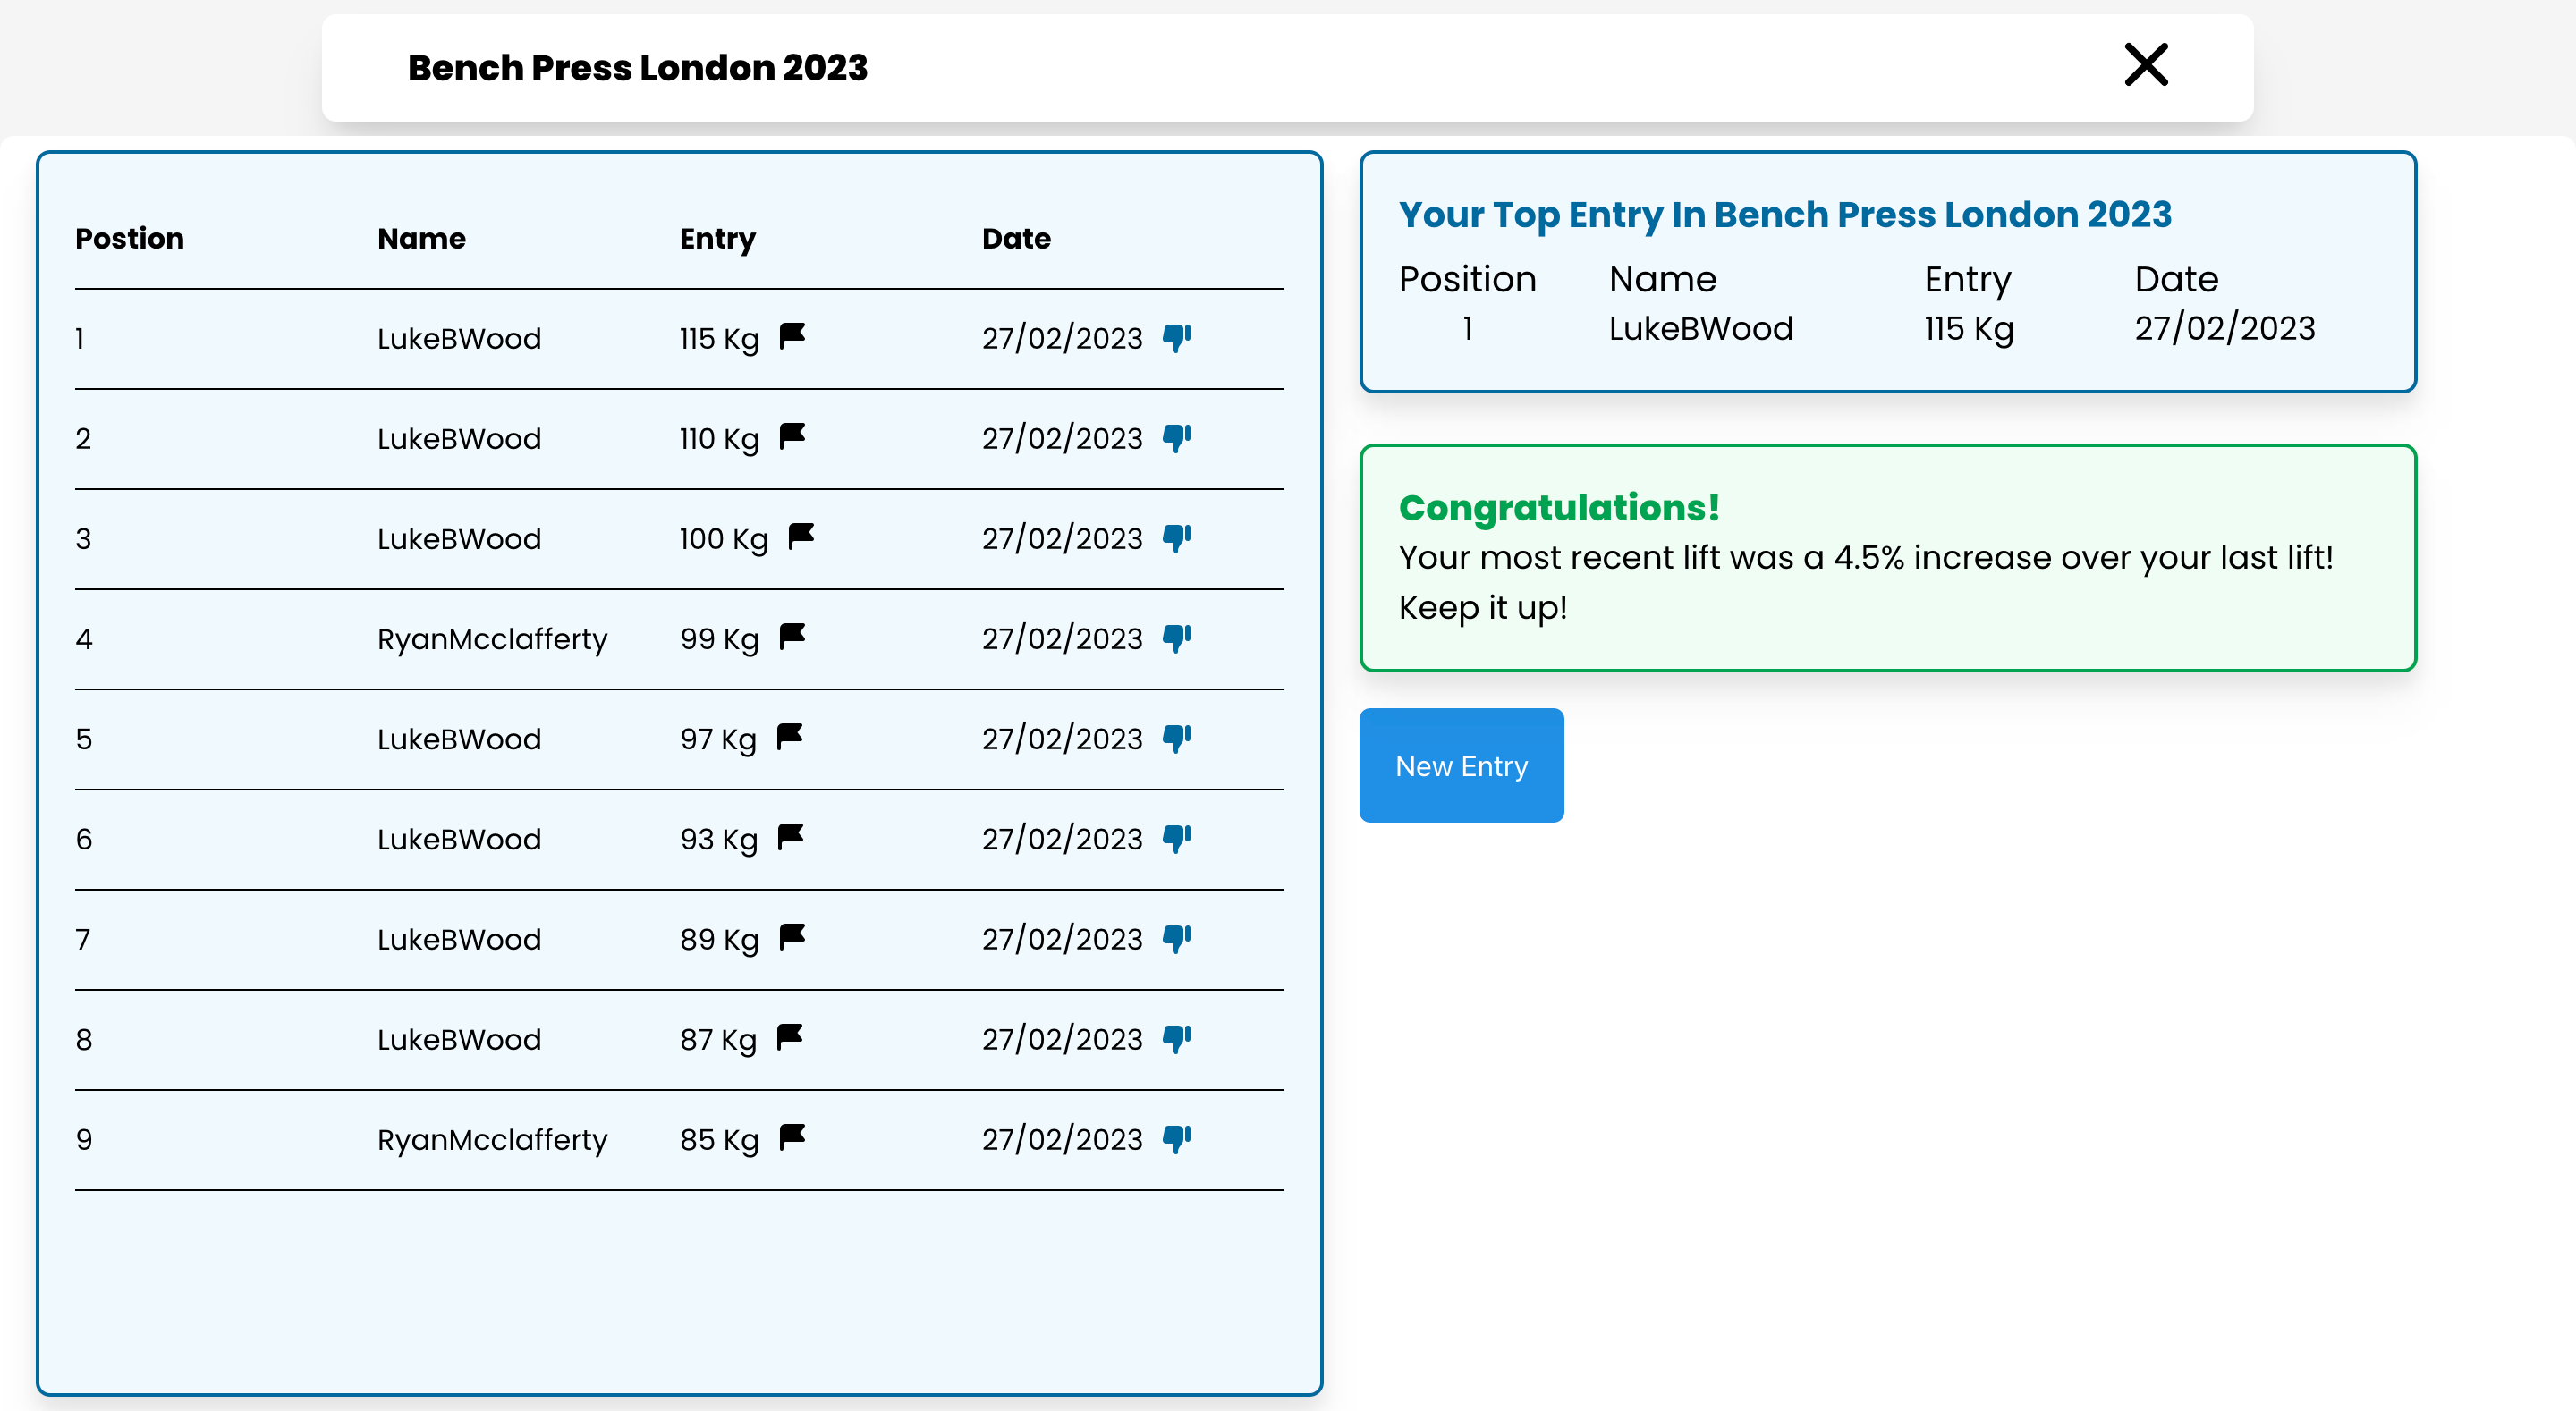 Bench Press London 2023
Postion Name Entry Date
1 LukeBWood 115 Kg 27/02/2023
2 LukeBWood 110 Kg 27/02/2023
3 LukeBWood 100 Kg 27/02/2023
4 RyanMcclafferty 99 Kg 27/02/2023
5 LukeBWood 97 Kg 27/02/2023
6 LukeBWood 93 Kg 27/02/2023
7 LukeBWood 89 Kg 27/02/2023
8 LukeBWood 87 Kg 27/02/2023
9 RyanMcclafferty 85 Kg 27/02/2023
Your Top Entry In Bench Press London 2023
Position Name Entry Date
1 LukeBWood 115 Kg 27/02/2023
Congratulations!
Your most recent lift was a 4.5% increase over your last lift!
Keep it up!
New Entry